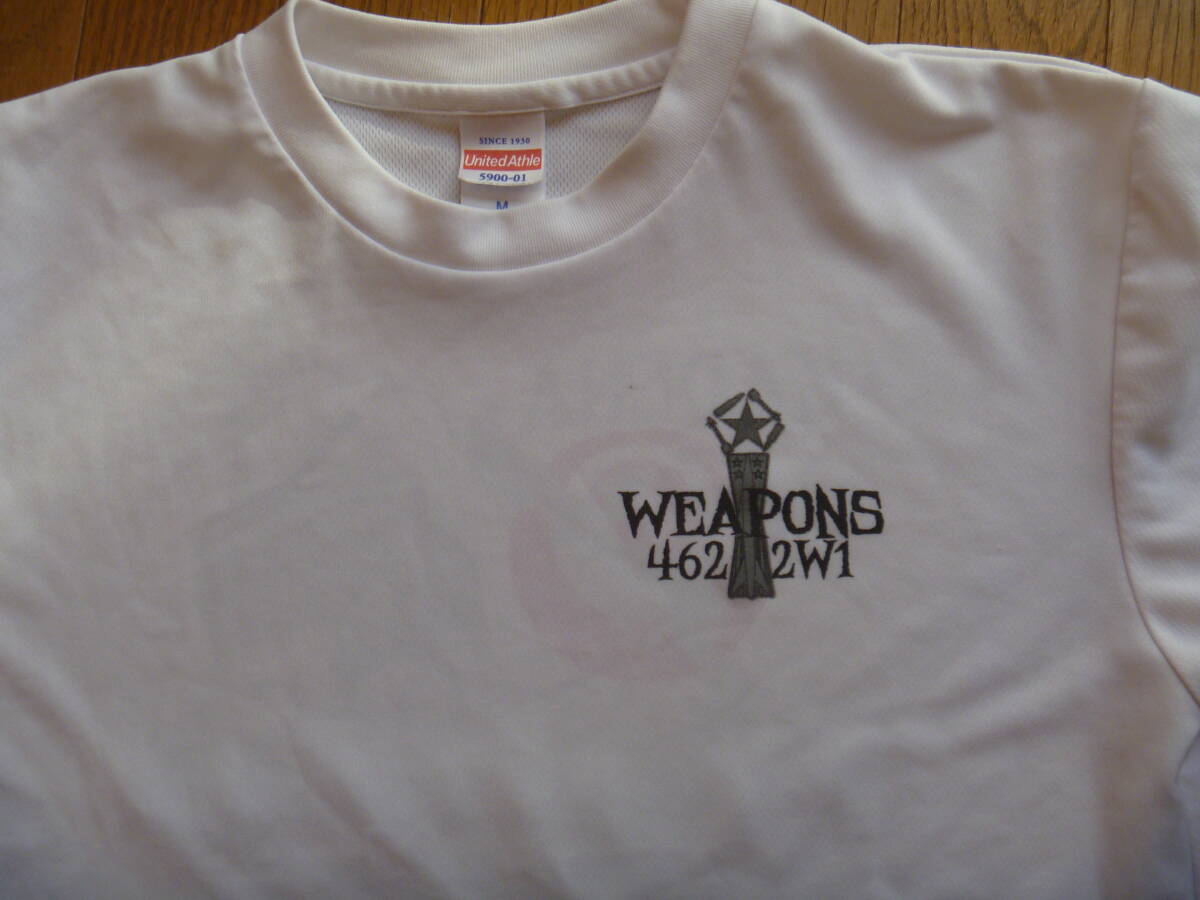 SINCE 1950
United Athle
5900-01
M
WEAPONS
462 2W1